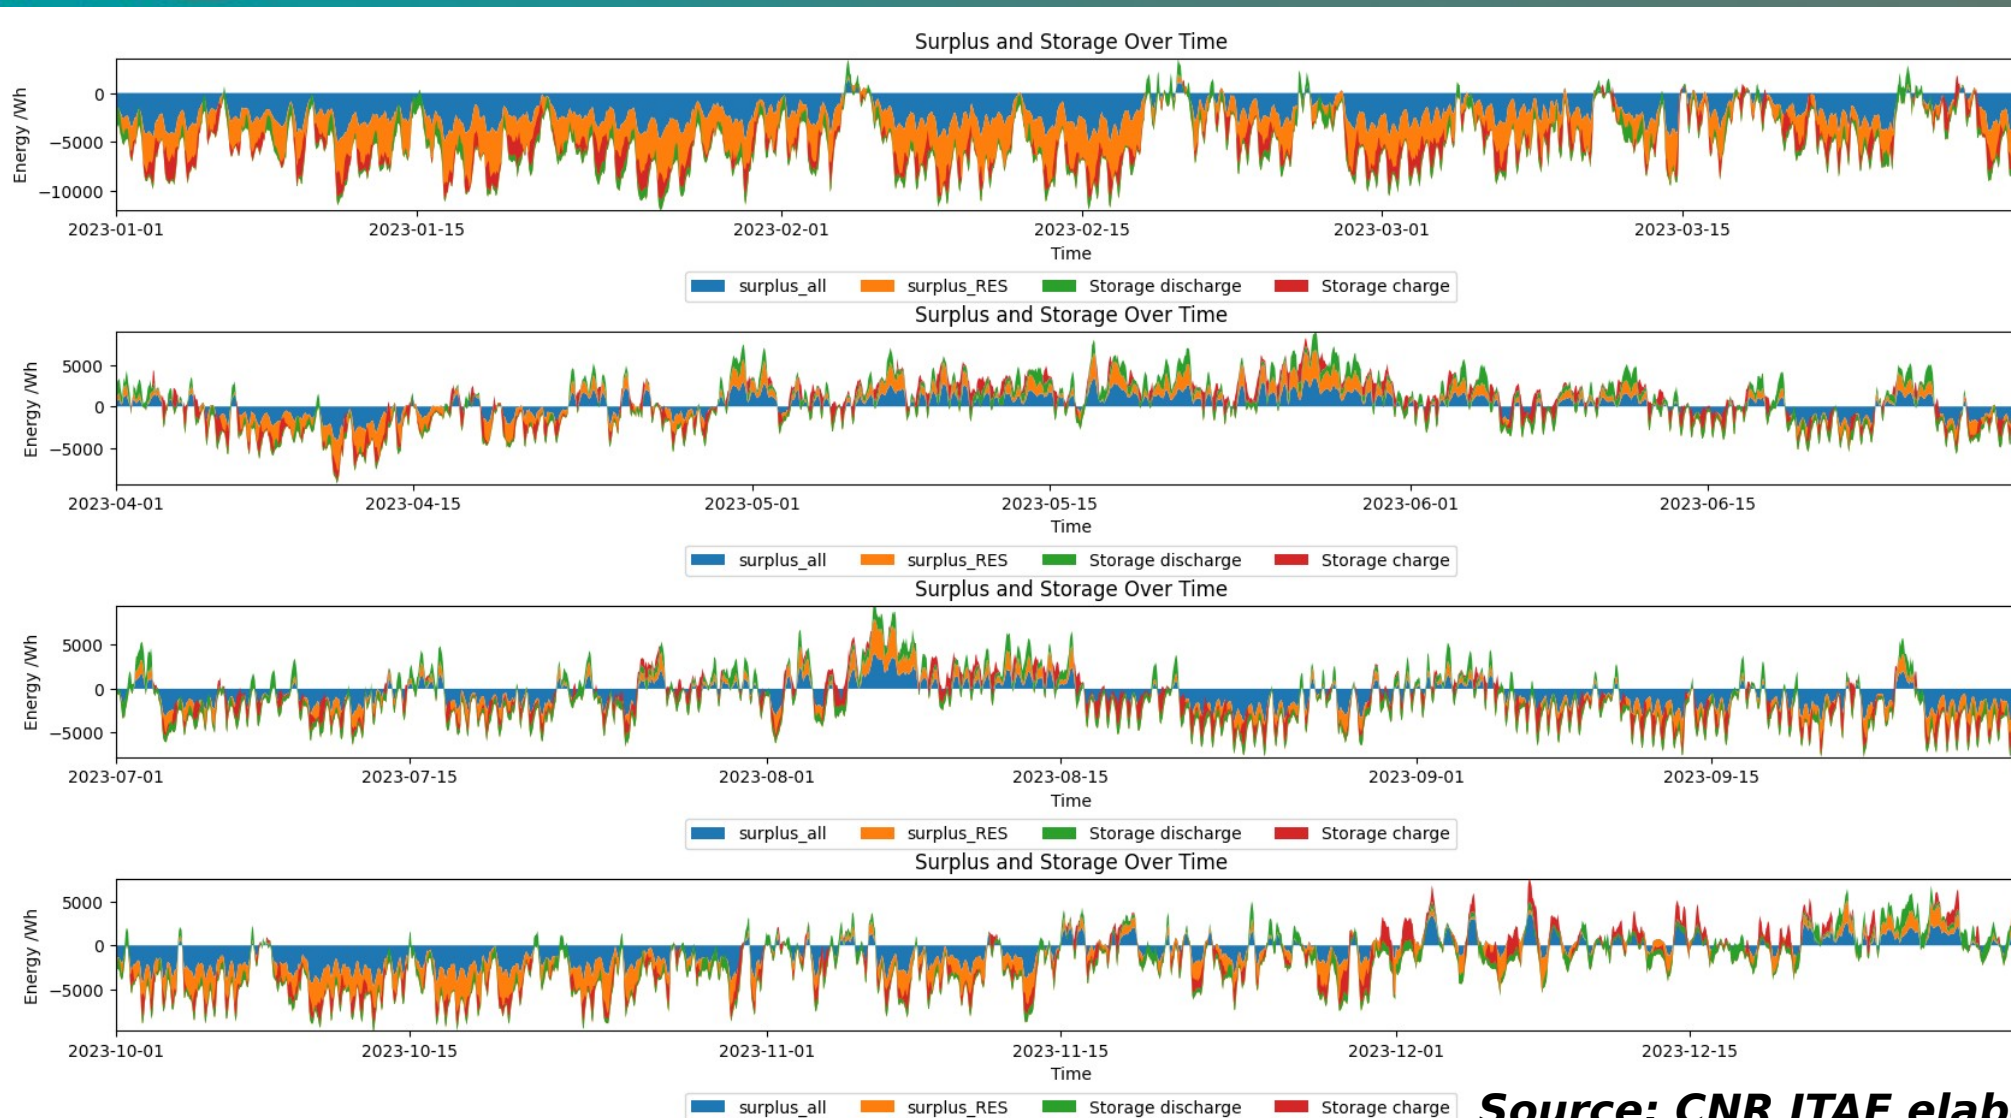 Surplus and Storage Over Time
Energy /Wh
0
−5000
−10000
2023-01-01 2023-01-15 2023-02-01 2023-02-15 2023-03-01 2023-03-15
Time
surplus_all surplus_RES Storage discharge Storage charge
Surplus and Storage Over Time
Energy /Wh
5000
0
−5000
2023-04-01 2023-04-15 2023-05-01 2023-05-15 2023-06-01 2023-06-15
Time
surplus_all surplus_RES Storage discharge Storage charge
Surplus and Storage Over Time
Energy /Wh
5000
0
−5000
2023-07-01 2023-07-15 2023-08-01 2023-08-15 2023-09-01 2023-09-15
Time
surplus_all surplus_RES Storage discharge Storage charge
Surplus and Storage Over Time
Energy /Wh
5000
0
−5000
2023-10-01 2023-10-15 2023-11-01 2023-11-15 2023-12-01 2023-12-15
Time
surplus_all surplus_RES Storage discharge Storage charge
Source: CNR ITAE elab